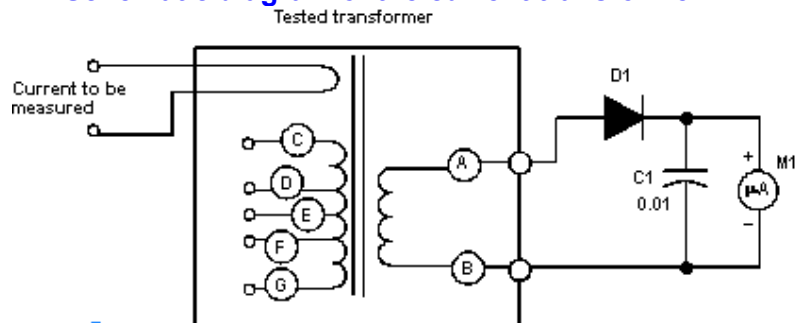 Tested transformer
D1
Current to be
measured
C
D
E
F
G
A
B
C1
0.01
+
μA
−
M1